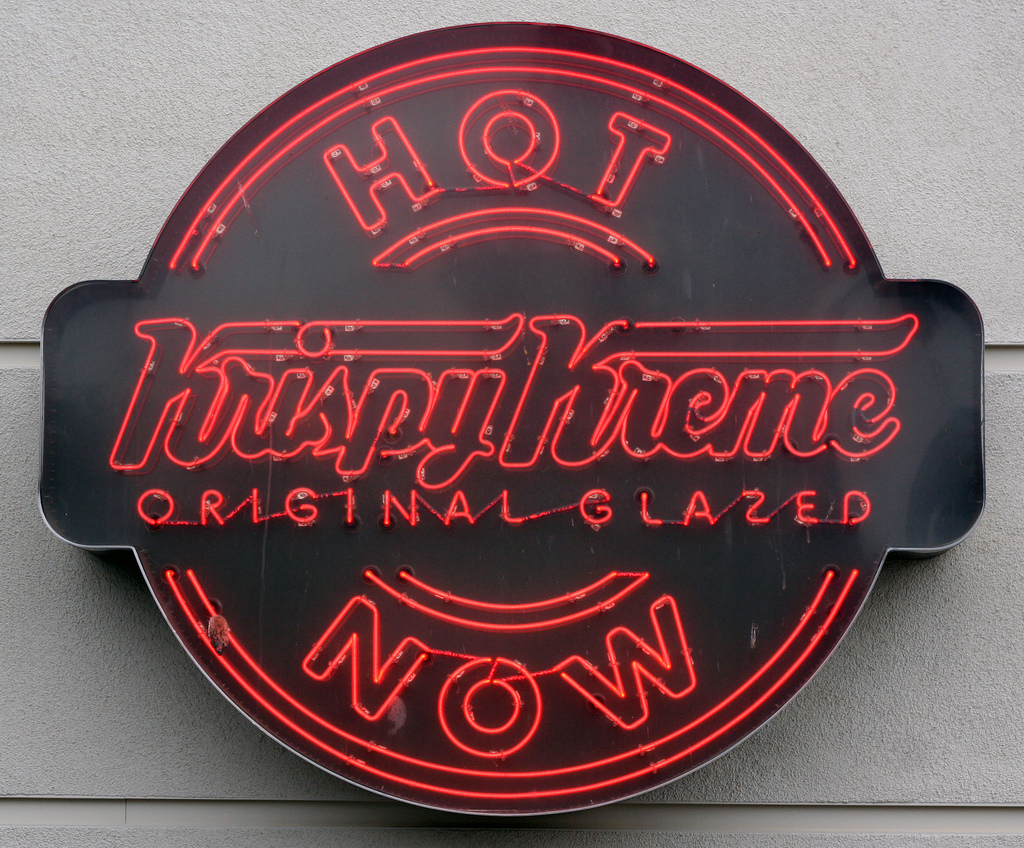 HOT
Krispy Kreme
ORIGINAL GLAZED
NOW